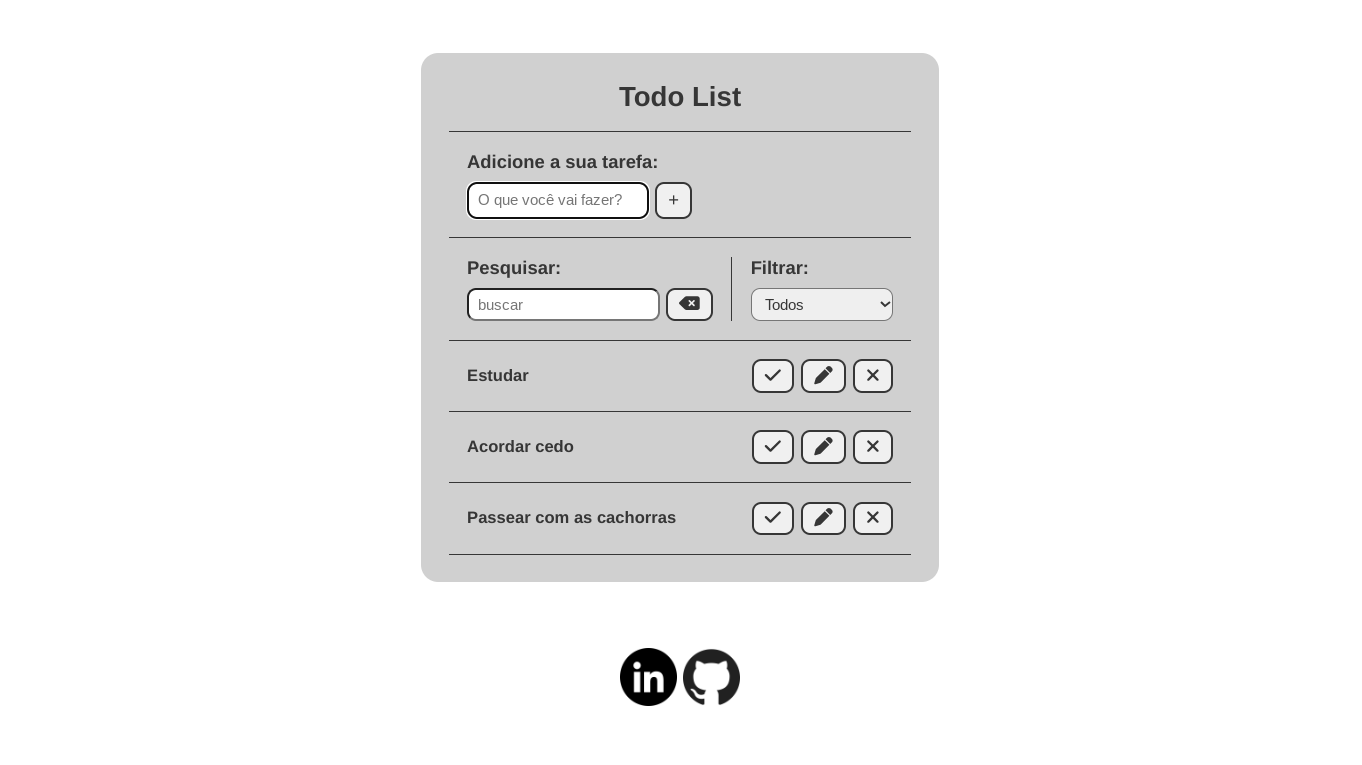 Todo List
Adicione a sua tarefa:
O que você vai fazer?
Pesquisar:
Filtrar:
buscar
Todos
Estudar
Acordar cedo
Passear com as cachorras
in